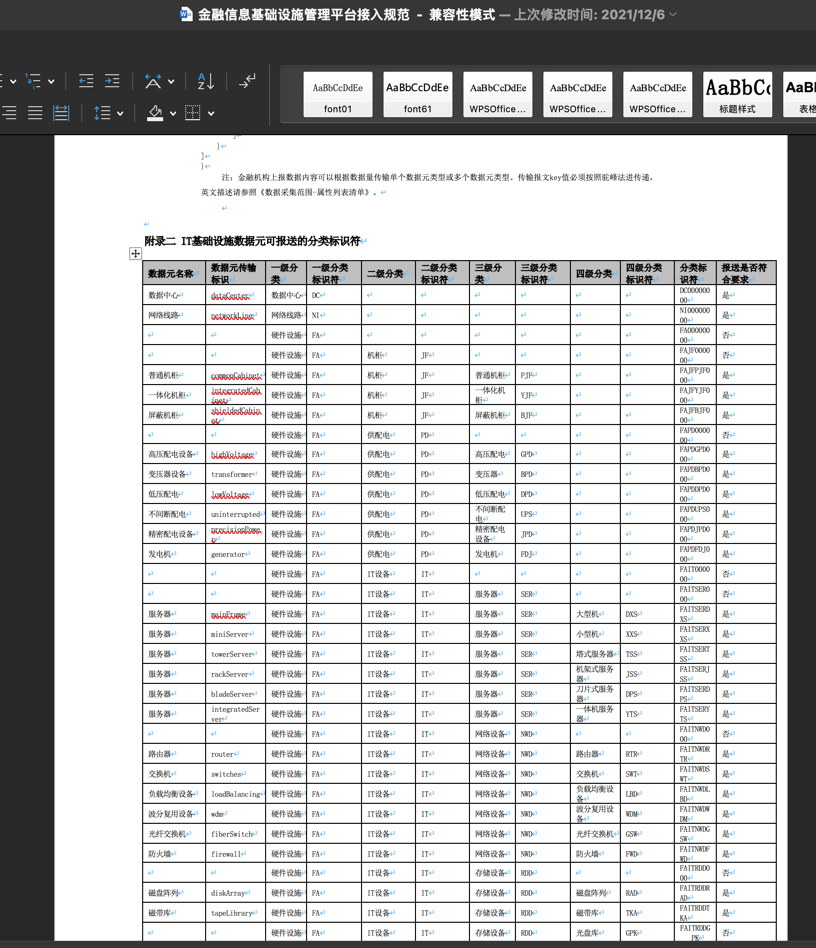 金融信息基础设施管理平台接入规范 - 兼容性模式 — 上次修改时间: 2021/12/6
AaBbCcDdEe AaBbCcDdEe AaBbCcDdEe AaBbCcDdEe AaBbCcDdEe AaBbCc AaBl
font01 font61 WPSOffice... WPSOffice... WPSOffice... 标题样式 表格
}
]
}
注：金融机构上报数据内容可以根据数据量传输单个数据元类型或多个数据元类型。传输报文key值必须按照驼峰法进行传递，
英文描述请参照《数据采集范围-属性列表清单》。
附录二 IT基础设施数据元可报送的分类标识符
数据元名称 数据元传输标识 一级分类 一级分类标识符 二级分类 二级分类标识符 三级分类 三级分类标识符 四级分类 四级分类标识符 分类标识符 报送是否符合要求
数据中心 dataCenter 数据中心 DC DC00000000 是
网络线路 networkLine 网络线路 NI NI00000000 是
硬件设施 FA FA00000000 否
硬件设施 FA 机柜 JF FAJF000000 否
普通机柜 commonCabinet 硬件设施 FA 机柜 JF 普通机柜 PJF FAJFPJF000 是
一体化机柜 integratedCabinet 硬件设施 FA 机柜 JF 一体化机柜 YJF FAJFYJF000 是
屏蔽机柜 shieldedCabinet 硬件设施 FA 机柜 JF 屏蔽机柜 BJF FAJFBJF000 是
硬件设施 FA 供配电 PD FAPD000000 否
高压配电设备 highVoltage 硬件设施 FA 供配电 PD 高压配电 GPD FAPDGPD000 是
变压器设备 transformer 硬件设施 FA 供配电 PD 变压器 BPD FAPDBPD000 是
低压配电 lowVoltage 硬件设施 FA 供配电 PD 低压配电 DPD FAPDDPD000 是
不间断配电 uninterrupted 硬件设施 FA 供配电 PD 不间断配电 UPS FAPDUPS000 是
精密配电设备 precisionPower 硬件设施 FA 供配电 PD 精密配电设备 JPD FAPDJPD000 是
发电机 generator 硬件设施 FA 供配电 PD 发电机 FDJ FAPDFDJ000 是
硬件设施 FA IT设备 IT FAIT000000 否
硬件设施 FA IT设备 IT 服务器 SER FAITSER000 否
服务器 mainFrame 硬件设施 FA IT设备 IT 服务器 SER 大型机 DXS FAITSERDXS 是
服务器 miniServer 硬件设施 FA IT设备 IT 服务器 SER 小型机 XXS FAITSERXXS 是
服务器 towerServer 硬件设施 FA IT设备 IT 服务器 SER 塔式服务器 TSS FAITSERTSS 是
服务器 rackServer 硬件设施 FA IT设备 IT 服务器 SER 机架式服务器 JSS FAITSERJSS 是
服务器 bladeServer 硬件设施 FA IT设备 IT 服务器 SER 刀片式服务器 DPS FAITSERDPS 是
服务器 integratedServer 硬件设施 FA IT设备 IT 服务器 SER 一体机服务器 YTS FAITSERYTS 是
硬件设施 FA IT设备 IT 网络设备 NWD FAITNWD000 否
路由器 router 硬件设施 FA IT设备 IT 网络设备 NWD 路由器 RTR FAITNWDRTR 是
交换机 switches 硬件设施 FA IT设备 IT 网络设备 NWD 交换机 SWT FAITNWDSWT 是
负载均衡设备 loadBalancing 硬件设施 FA IT设备 IT 网络设备 NWD 负载均衡设备 LBD FAITNWDLBD 是
波分复用设备 wdm 硬件设施 FA IT设备 IT 网络设备 NWD 波分复用设备 WDM FAITNWDWDM 是
光纤交换机 fiberSwitch 硬件设施 FA IT设备 IT 网络设备 NWD 光纤交换机 GSW FAITNWDGSW 是
防火墙 firewall 硬件设施 FA IT设备 IT 网络设备 NWD 防火墙 FWD FAITNWDFWD 是
硬件设施 FA IT设备 IT 存储设备 RDD FAITRDD000 否
磁盘阵列 diskArray 硬件设施 FA IT设备 IT 存储设备 RDD 磁盘阵列 RAD FAITRDDRAD 是
磁带库 tapeLibrary 硬件设施 FA IT设备 IT 存储设备 RDD 磁带库 TKA FAITRDDTKA 是
硬件设施 FA IT设备 IT 存储设备 RDD 光盘库 GPK FAITRDDGPK 否